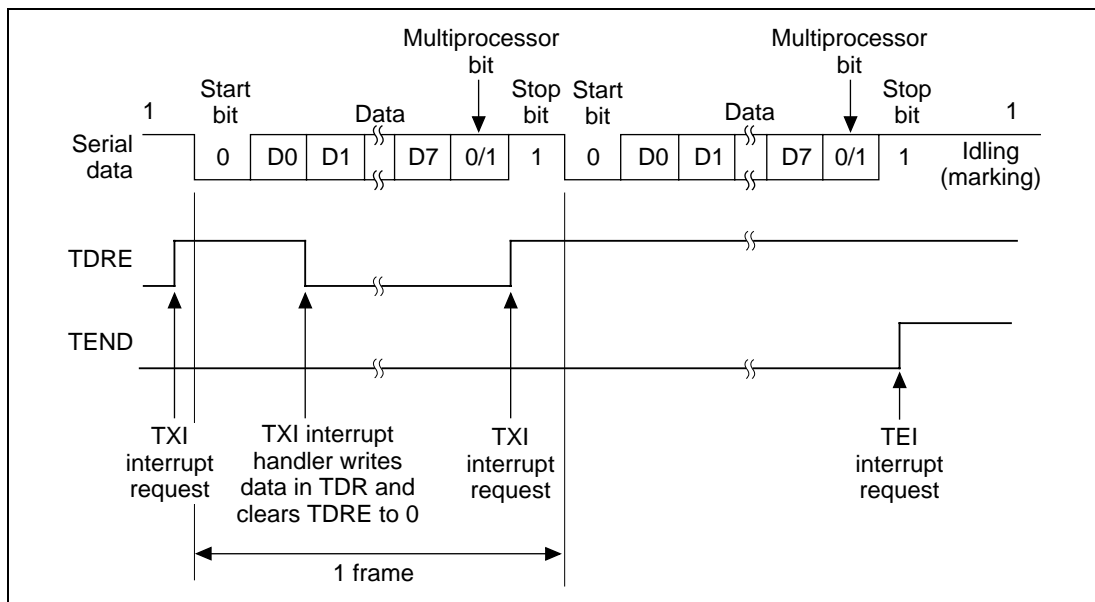 Multiprocessor
bit
Multiprocessor
bit
1
Start
bit
Data
Stop
bit
Start
bit
Data
Stop
bit
1
Serial
data
0 D0 D1 D7 0/1 1 0 D0 D1 D7 0/1 1
Idling
(marking)
TDRE
TEND
TXI
interrupt
request
TXI interrupt
handler writes
data in TDR and
clears TDRE to 0
TXI
interrupt
request
TEI
interrupt
request
1 frame